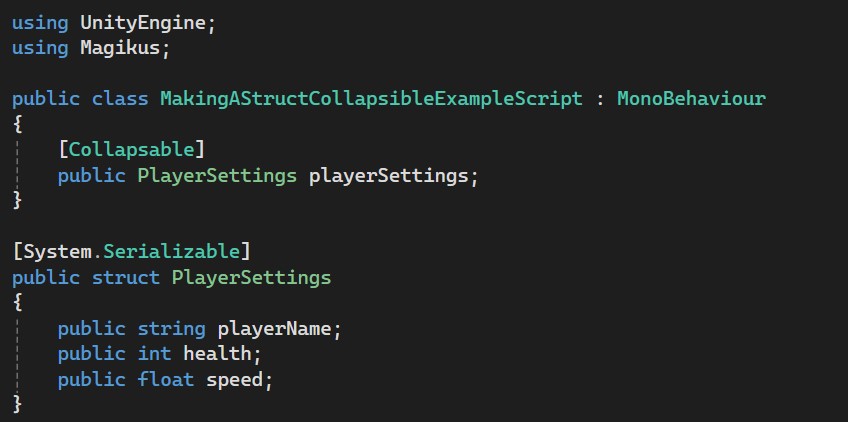 using UnityEngine;
using Magikus;
public class MakingAStructCollapsibleExampleScript : MonoBehaviour
{
[Collapsable]
public PlayerSettings playerSettings;
}
[System.Serializable]
public struct PlayerSettings
{
public string playerName;
public int health;
public float speed;
}